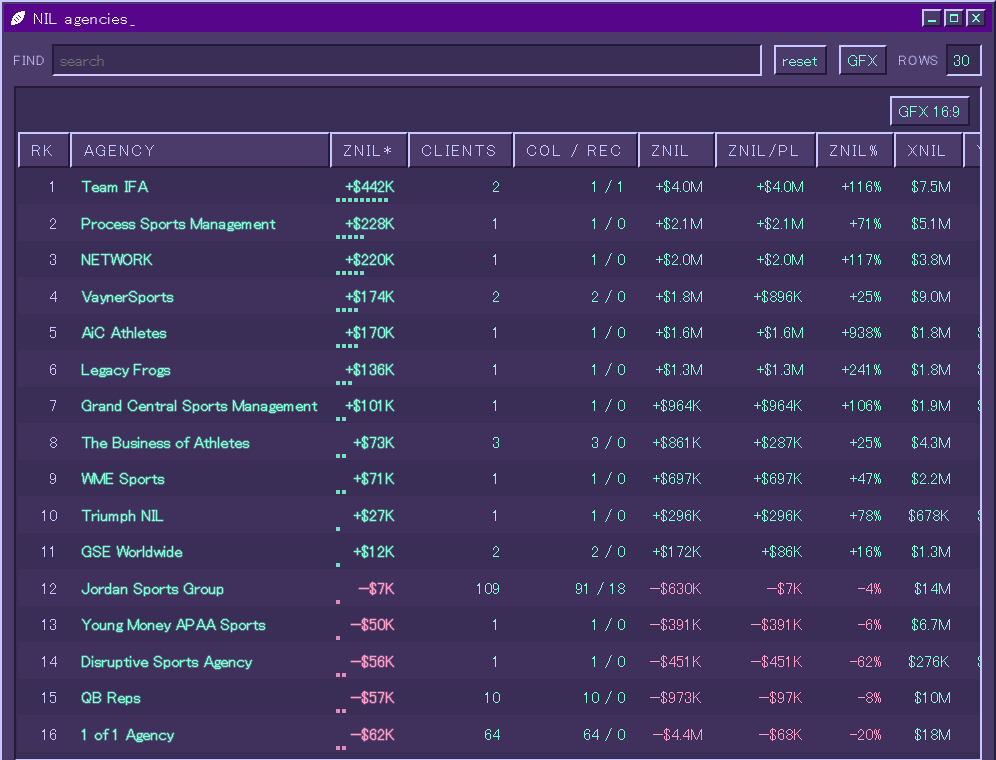 NIL agencies_
FIND search reset GFX ROWS 30
GFX 16:9
RK AGENCY ZNIL* CLIENTS COL / REC ZNIL ZNIL/PL ZNIL% XNIL
1 Team IFA +$442K 2 1 / 1 +$4.0M +$4.0M +116% $7.5M
2 Process Sports Management +$228K 1 1 / 0 +$2.1M +$2.1M +71% $5.1M
3 NETWORK +$220K 1 1 / 0 +$2.0M +$2.0M +117% $3.8M
4 VaynerSports +$174K 2 2 / 0 +$1.8M +$896K +25% $9.0M
5 AiC Athletes +$170K 1 1 / 0 +$1.6M +$1.6M +938% $1.8M
6 Legacy Frogs +$136K 1 1 / 0 +$1.3M +$1.3M +241% $1.8M
7 Grand Central Sports Management +$101K 1 1 / 0 +$964K +$964K +106% $1.9M
8 The Business of Athletes +$73K 3 3 / 0 +$861K +$287K +25% $4.3M
9 WME Sports +$71K 1 1 / 0 +$697K +$697K +47% $2.2M
10 Triumph NIL +$27K 1 1 / 0 +$296K +$296K +78% $678K
11 GSE Worldwide +$12K 2 2 / 0 +$172K +$86K +16% $1.3M
12 Jordan Sports Group −$7K 109 91 / 18 −$630K −$7K −4% $14M
13 Young Money APAA Sports −$50K 1 1 / 0 −$391K −$391K −6% $6.7M
14 Disruptive Sports Agency −$56K 1 1 / 0 −$451K −$451K −62% $276K
15 QB Reps −$57K 10 10 / 0 −$973K −$97K −8% $10M
16 1 of 1 Agency −$62K 64 64 / 0 −$4.4M −$68K −20% $18M